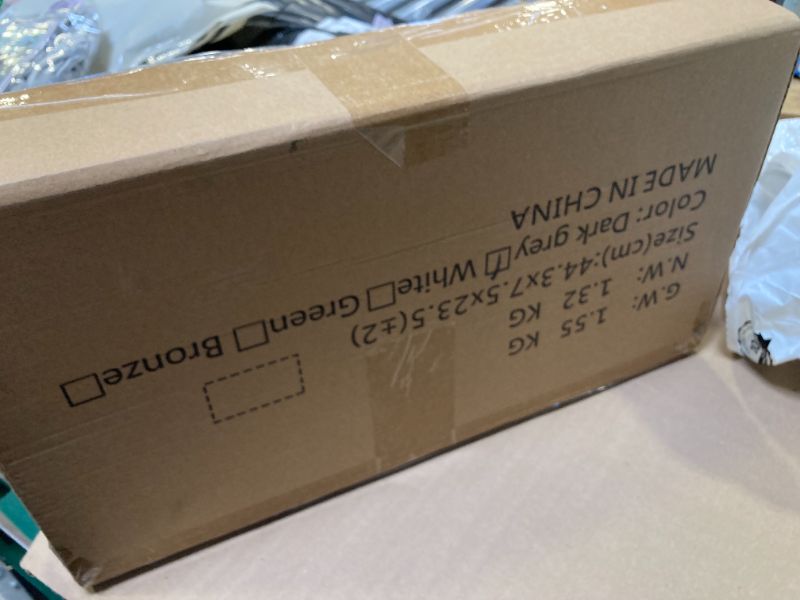 G.W: 1.55 KG
N.W: 1.32 KG
Size(cm):44.3x7.5x23.5(±2)
Color: Dark grey☑ White☐ Green☐ Bronze☐
MADE IN CHINA